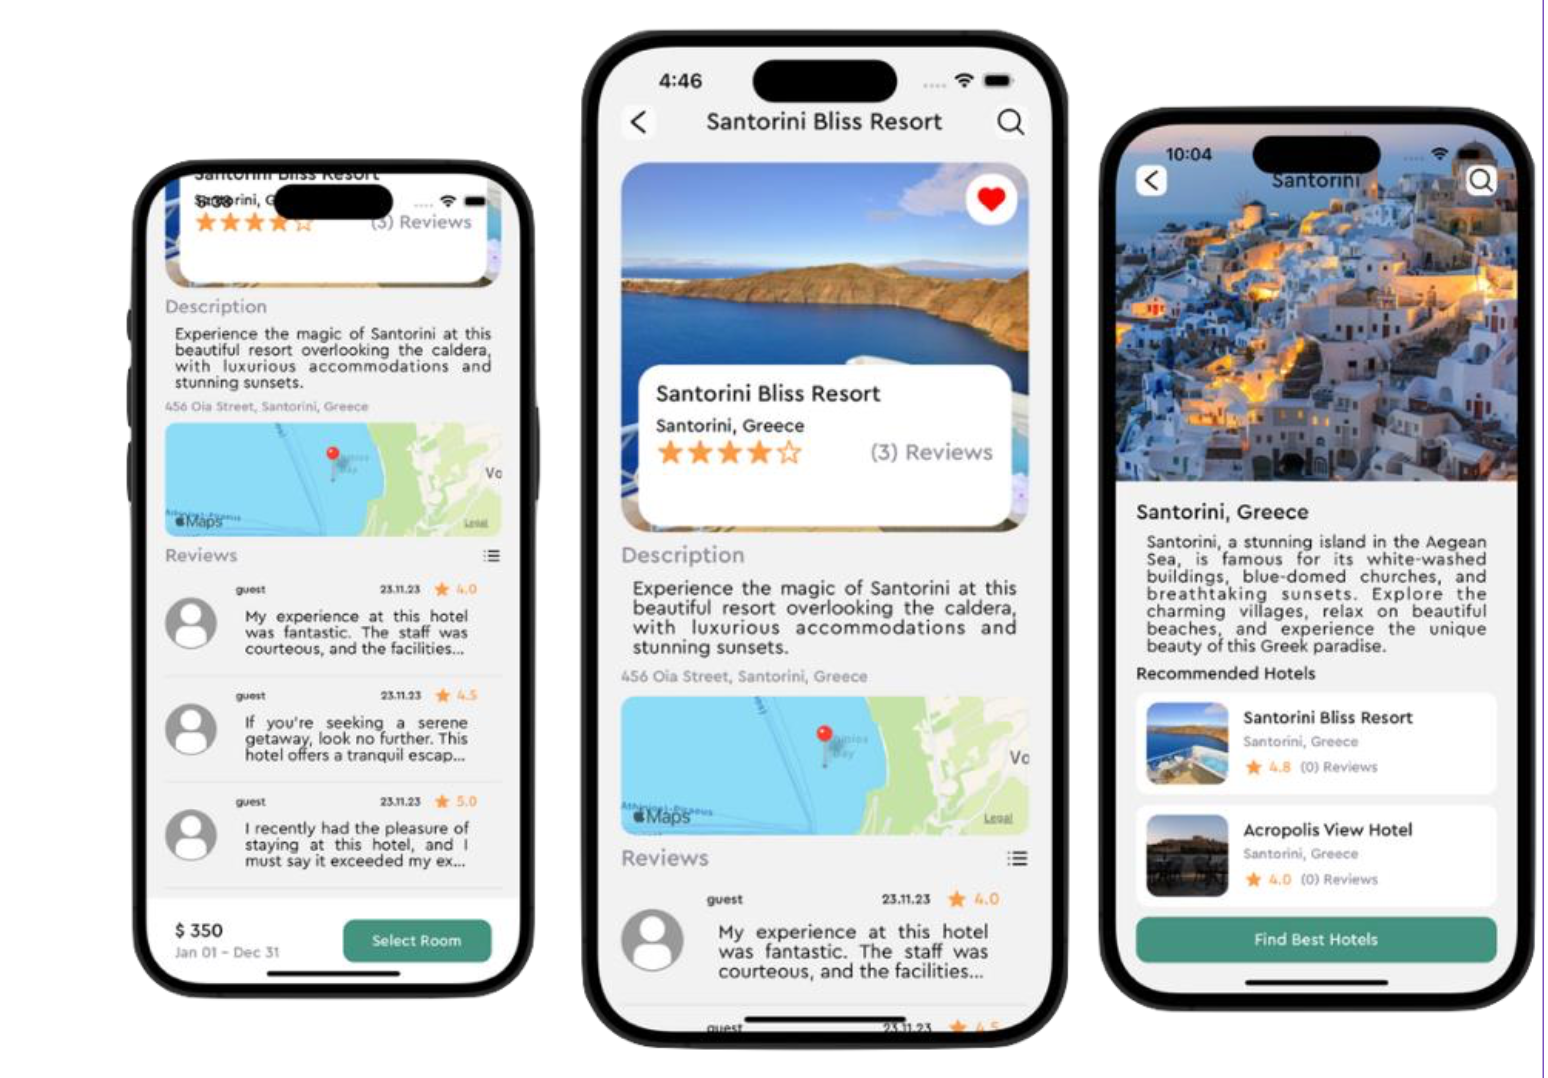 Santorini Bliss Resort
(3) Reviews
Description
Experience the magic of Santorini at this
beautiful resort overlooking the caldera,
with luxurious accommodations and
stunning sunsets.
456 Oia Street, Santorini, Greece
Vo
Maps
Legal
Reviews
guest 23.11.23 4.0
My experience at this hotel
was fantastic. The staff was
courteous, and the facilities...
guest 23.11.23 4.5
If you're seeking a serene
getaway, look no further. This
hotel offers a tranquil escap...
guest 23.11.23 5.0
I recently had the pleasure of
staying at this hotel, and I
must say it exceeded my ex...
$ 350
Jan 01 - Dec 31
Select Room
4:46
Santorini Bliss Resort
Santorini Bliss Resort
Santorini, Greece
(3) Reviews
Description
Experience the magic of Santorini at this
beautiful resort overlooking the caldera,
with luxurious accommodations and
stunning sunsets.
456 Oia Street, Santorini, Greece
Vo
Maps
Legal
Reviews
guest 23.11.23 4.0
My experience at this hotel
was fantastic. The staff was
courteous, and the facilities...
guest 23.11.23 4.5
10:04
Santorini
Santorini, Greece
Santorini, a stunning island in the Aegean
Sea, is famous for its white-washed
buildings, blue-domed churches, and
breathtaking sunsets. Explore the
charming villages, relax on beautiful
beaches, and experience the unique
beauty of this Greek paradise.
Recommended Hotels
Santorini Bliss Resort
Santorini, Greece
4.8 (0) Reviews
Acropolis View Hotel
Santorini, Greece
4.0 (0) Reviews
Find Best Hotels